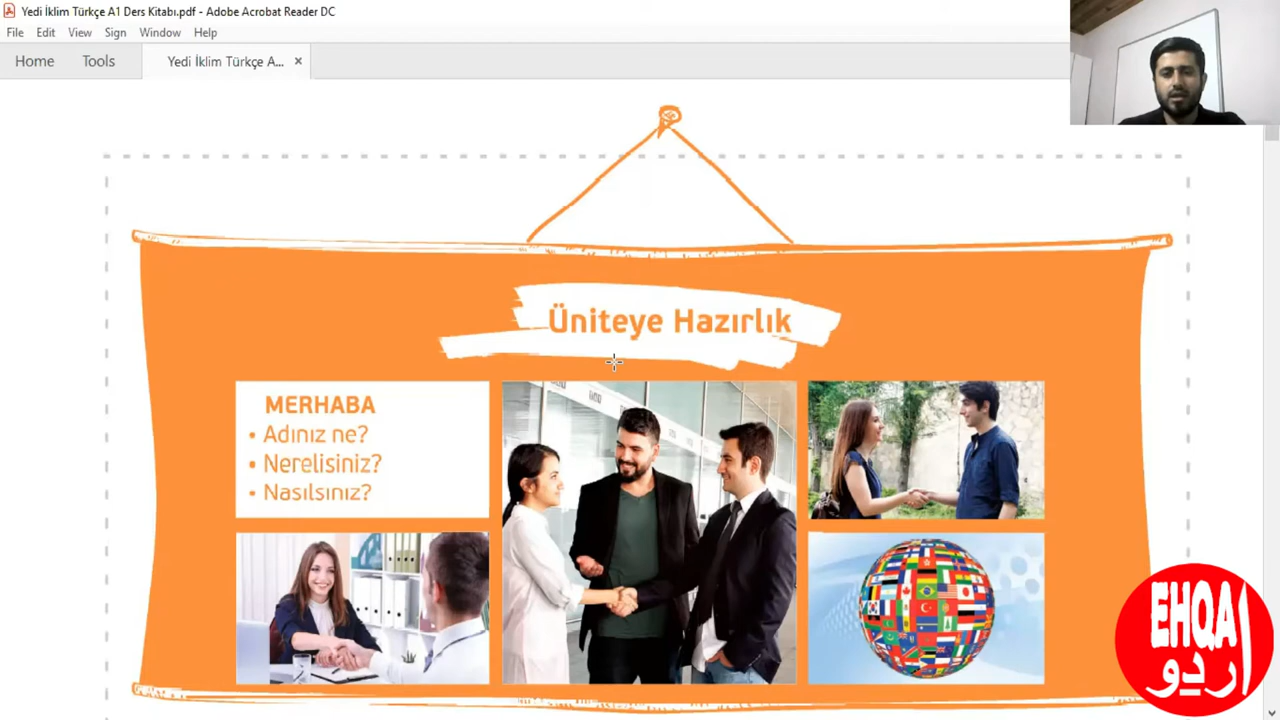 Yedi İklim Türkçe A1 Ders Kitabı.pdf - Adobe Acrobat Reader DC
File Edit View Sign Window Help
Home Tools Yedi İklim Türkçe A... ×
Üniteye Hazırlık
MERHABA
• Adınız ne?
• Nerelisiniz?
• Nasılsınız?
EHQA
اردو